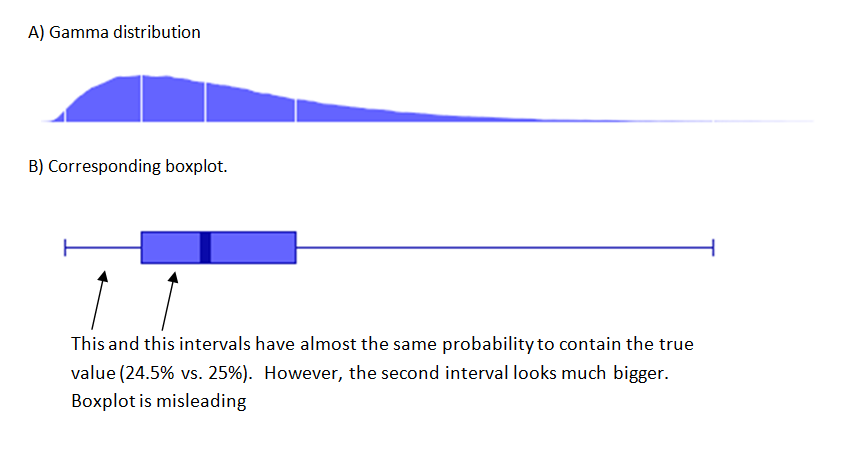 A) Gamma distribution
B) Corresponding boxplot.
This and this intervals have almost the same probability to contain the true
value (24.5% vs. 25%).  However, the second interval looks much bigger.
Boxplot is misleading